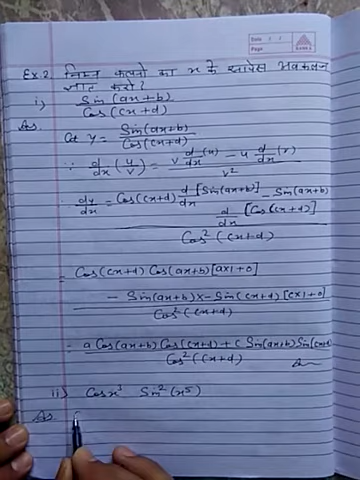 Date / /
Page
Ex.2 निम्न फलनो का x के सापेक्ष अवकलन
ज्ञात करो?
i) Sin(ax+b) / Cos(cx+d)
Ans. Let y = Sin(ax+b) / Cos(cx+d)
∵ d/dx (u/v) = v d/dx (u) - u d/dx (v) / v²
dy/dx = Cos(cx+d) d/dx [Sin(ax+b)] - Sin(ax+b)
d/dx [Cos(cx+d)]
Cos² (cx+d)
= Cos(cx+d) Cos(ax+b) [ax1+0]
- Sin(ax+b) x - Sin(cx+d) [cx1+0]
Cos² (cx+d)
= a Cos(ax+b) Cos(cx+d) + c Sin(ax+b) Sin(cx+d)
Cos² (cx+d)
ii) Cos x³ Sin² (x⁵)
Ans.